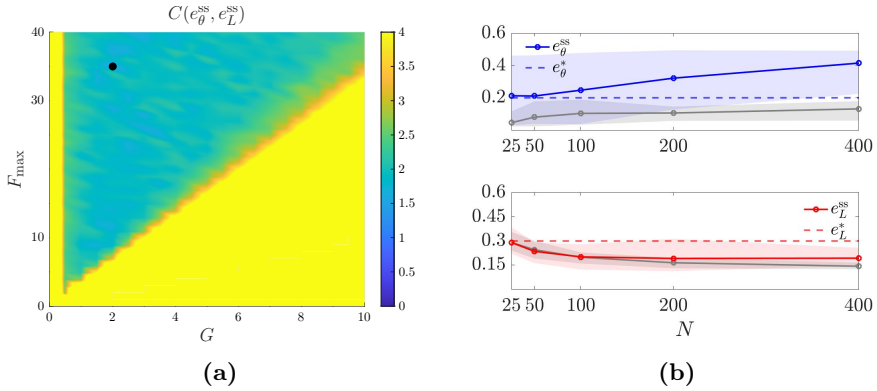 C(e_θ^ss, e_L^ss)
40
30
F_max
10
0
0 2 4 6 8 10
G
4
3.5
3
2.5
2
1.5
1
0.5
0
(a)
0.6
0.4
0.2
e_θ^ss
e_θ^*
25 50 100 200 400
0.6
0.45
0.3
0.15
e_L^ss
e_L^*
25 50 100 200 400
N
(b)